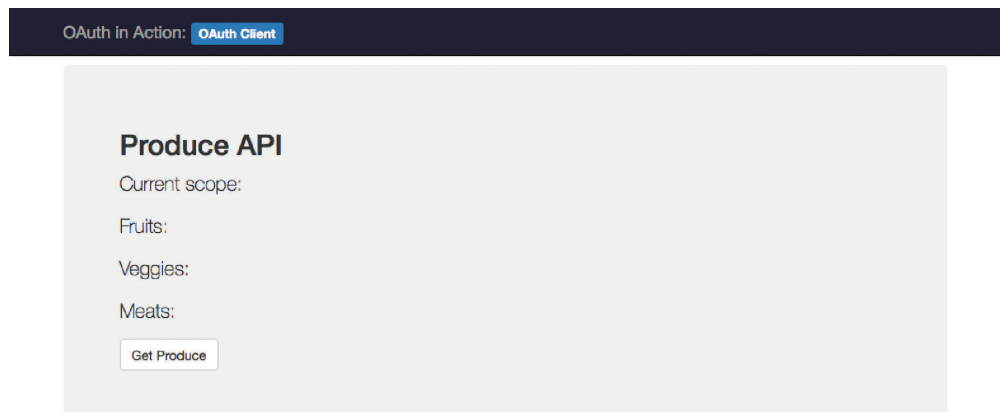 OAuth in Action: OAuth Client
Produce API
Current scope:
Fruits:
Veggies:
Meats:
Get Produce